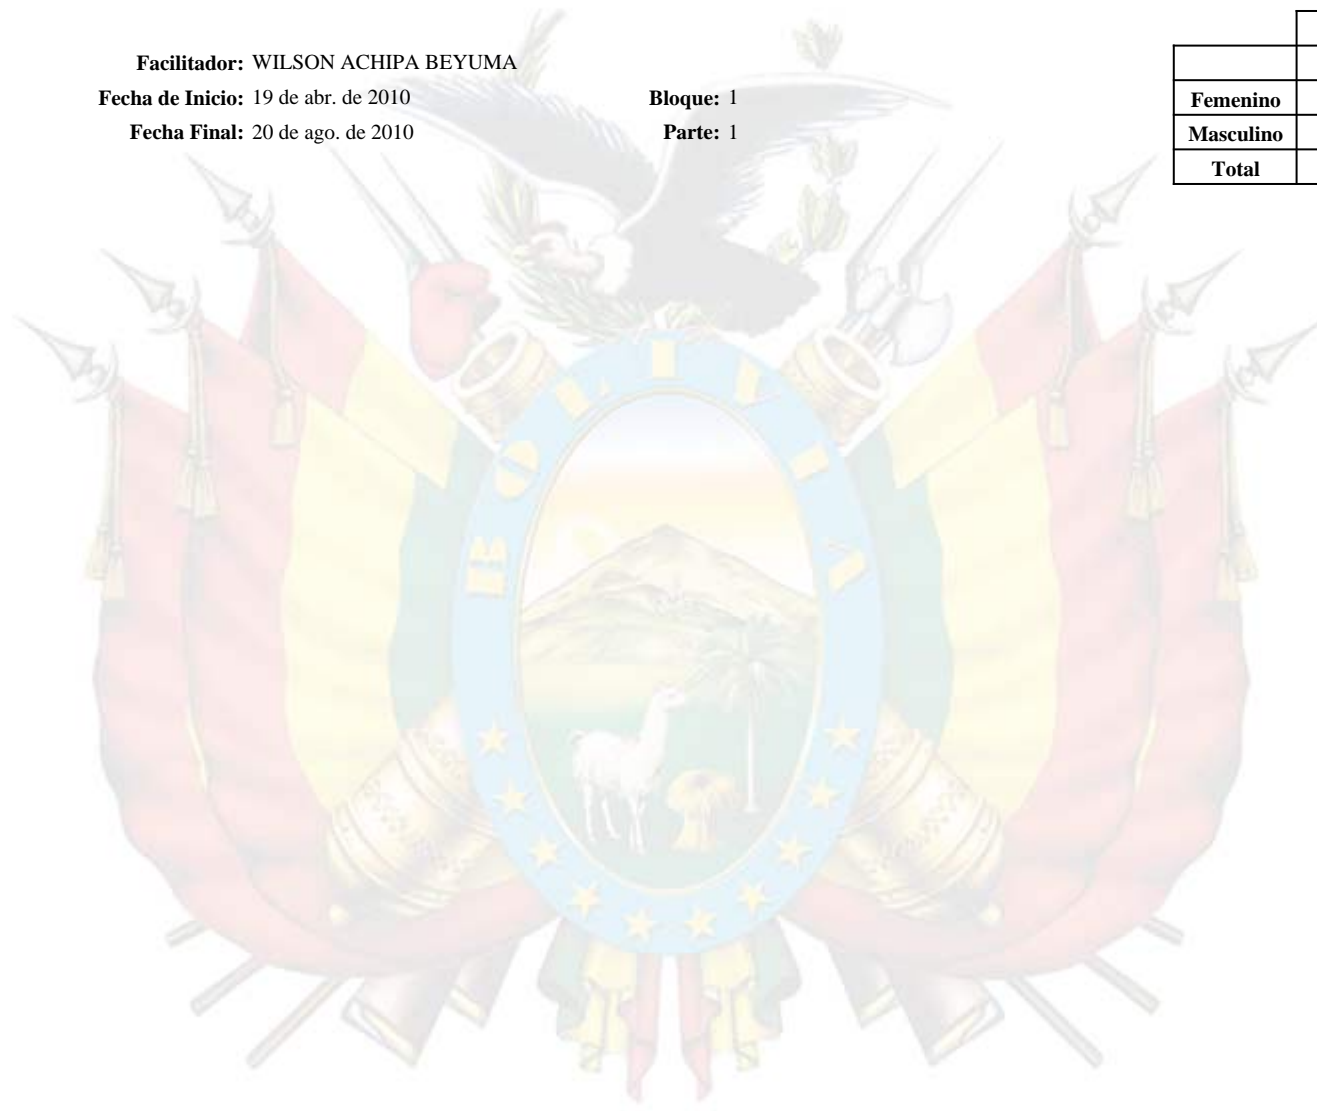 Facilitador: WILSON ACHIPA BEYUMA
Fecha de Inicio: 19 de abr. de 2010 Bloque: 1
Fecha Final: 20 de ago. de 2010 Parte: 1
Femenino
Masculino
Total
BOLIVIA